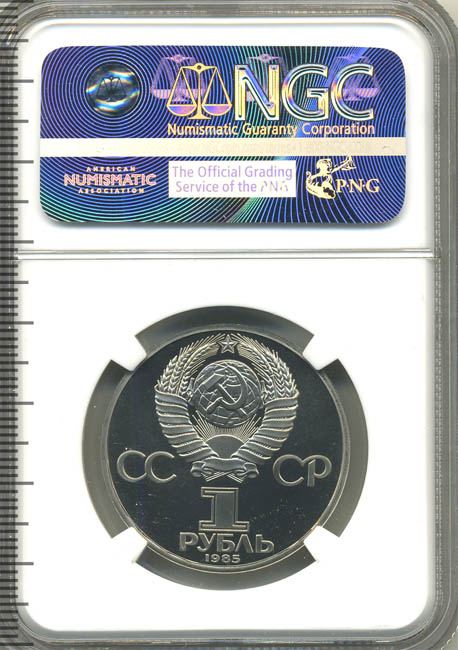 NGC
Numismatic Guaranty Corporation
AMERICAN
NUMISMATIC
ASSOCIATION
The Official Grading
Service of the PNG
P·N·G
СС СР
1
РУБЛЬ
1985